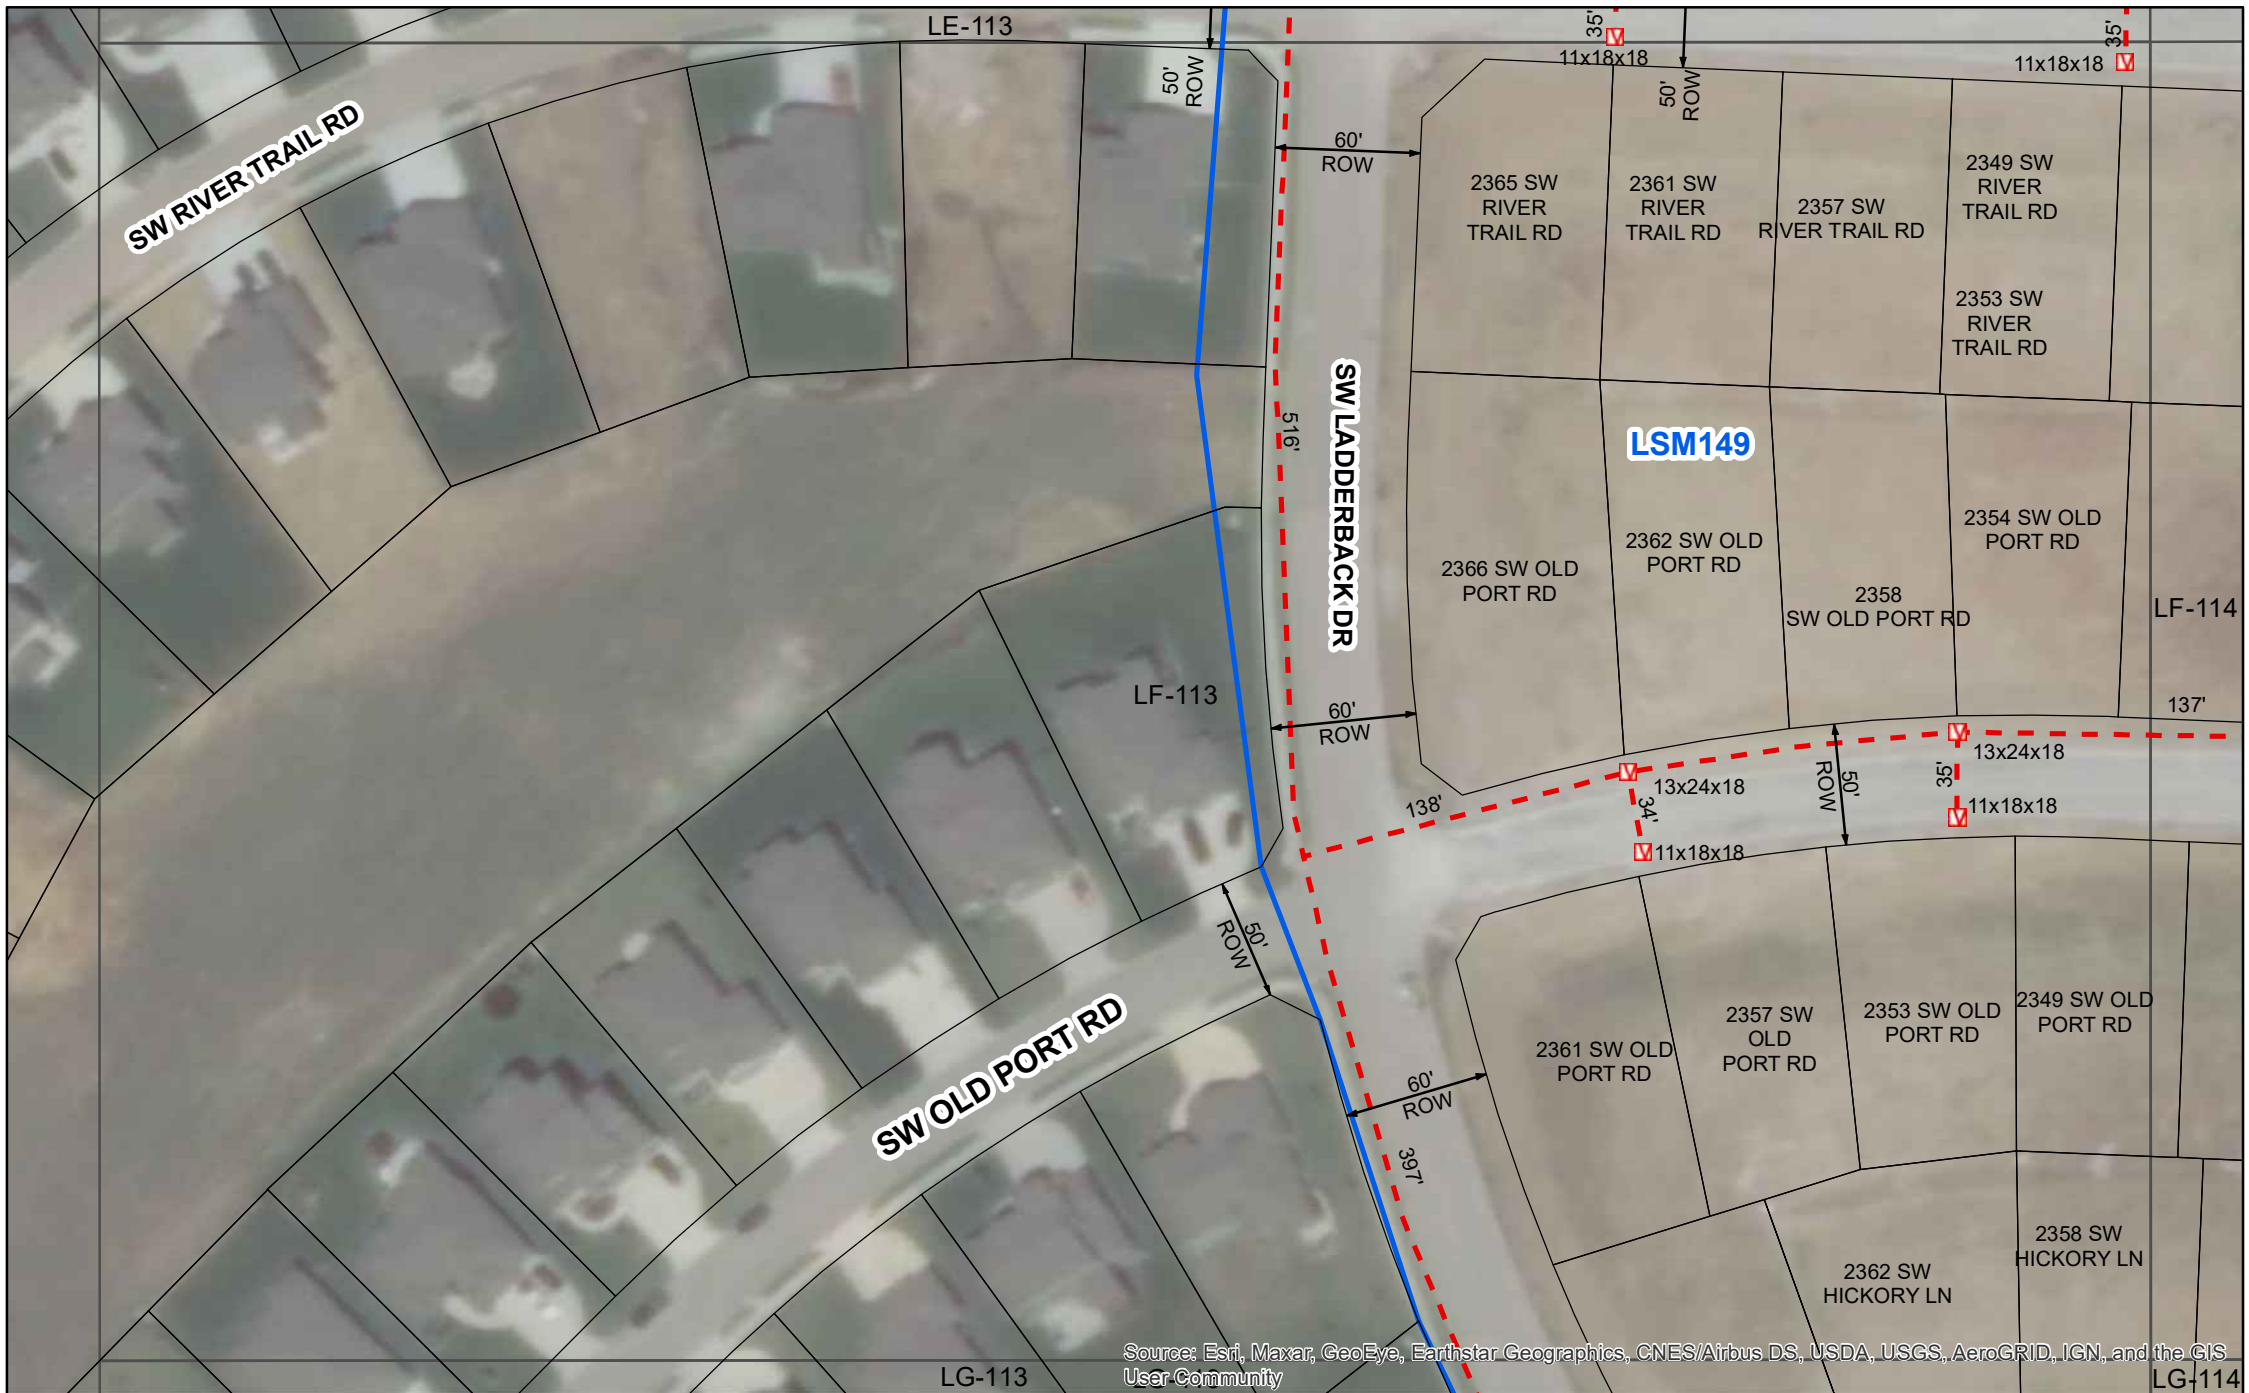 LE-113
35'
11x18x18
35'
11x18x18
50'
ROW
50'
ROW
SW RIVER TRAIL RD
60'
ROW
2365 SW
RIVER
TRAIL RD
2361 SW
RIVER
TRAIL RD
2357 SW
RIVER TRAIL RD
2349 SW
RIVER
TRAIL RD
2353 SW
RIVER
TRAIL RD
516'
SW LADDERBACK DR
LSM149
2366 SW OLD
PORT RD
2362 SW OLD
PORT RD
2358
SW OLD PORT RD
2354 SW OLD
PORT RD
LF-114
LF-113
60'
ROW
137'
13x24x18
13x24x18
35'
50'
ROW
138'
34'
11x18x18
11x18x18
50'
ROW
SW OLD PORT RD
2361 SW OLD
PORT RD
2357 SW
OLD
PORT RD
2353 SW OLD
PORT RD
2349 SW OLD
PORT RD
60'
ROW
397'
2362 SW
HICKORY LN
2358 SW
HICKORY LN
Source: Esri, Maxar, GeoEye, Earthstar Geographics, CNES/Airbus DS, USDA, USGS, AeroGRID, IGN, and the GIS
User Community
LG-113
LG-114